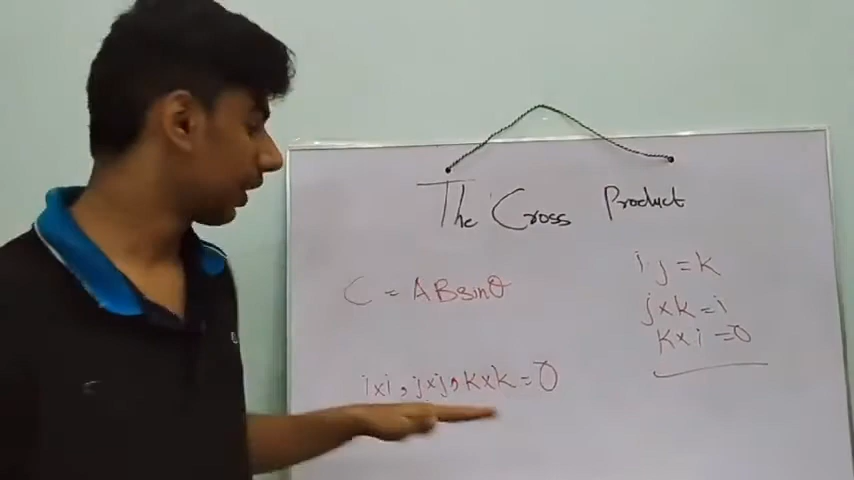 The Cross Product
C = ABsinθ
i·j = k
j×k = i
k×i = 0
i×i, j×j, k×k = 0